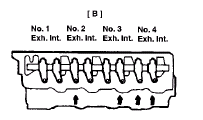 [ B ]
No. 1 No. 2 No. 3 No. 4
Exh. Int. Exh. Int. Exh. Int. Exh. Int.